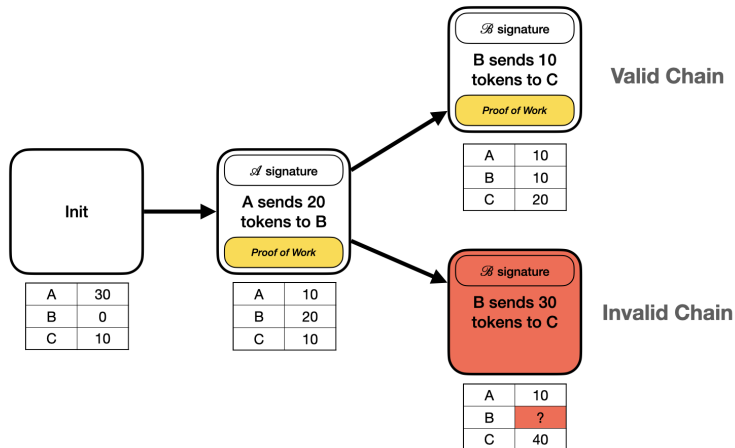 Init
A 30
B 0
C 10
𝒜 signature
A sends 20
tokens to B
Proof of Work
A 10
B 20
C 10
ℬ signature
B sends 10
tokens to C
Proof of Work
A 10
B 10
C 20
Valid Chain
ℬ signature
B sends 30
tokens to C
A 10
B ?
C 40
Invalid Chain